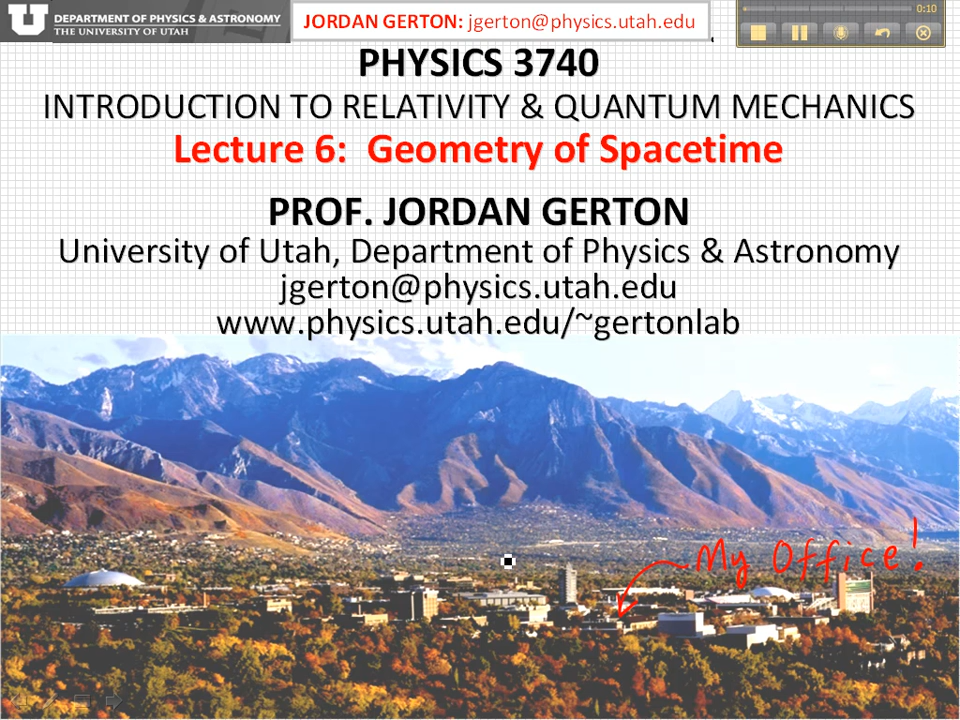 U DEPARTMENT OF PHYSICS & ASTRONOMY
THE UNIVERSITY OF UTAH
JORDAN GERTON: jgerton@physics.utah.edu
0:10
PHYSICS 3740
INTRODUCTION TO RELATIVITY & QUANTUM MECHANICS
Lecture 6: Geometry of Spacetime
PROF. JORDAN GERTON
University of Utah, Department of Physics & Astronomy
jgerton@physics.utah.edu
www.physics.utah.edu/~gertonlab
My Office!